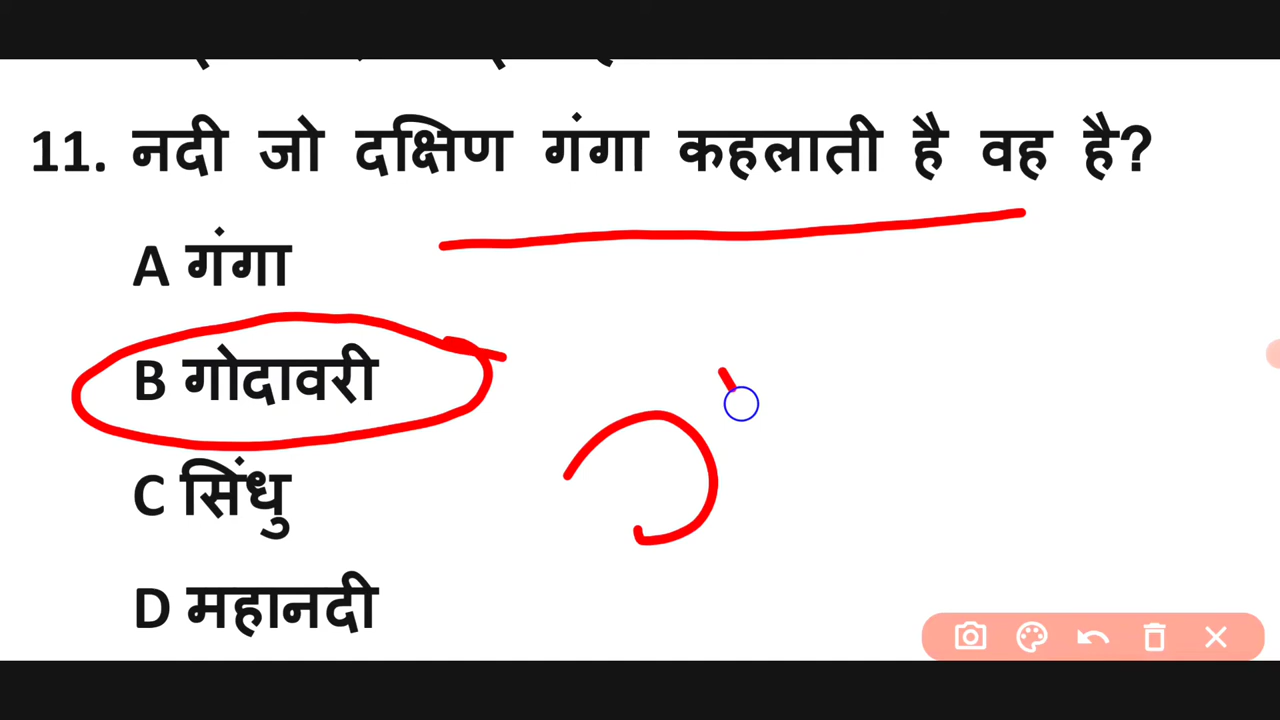 11. नदी जो दक्षिण गंगा कहलाती है वह है?
A गंगा
B गोदावरी
C सिंधु
D महानदी